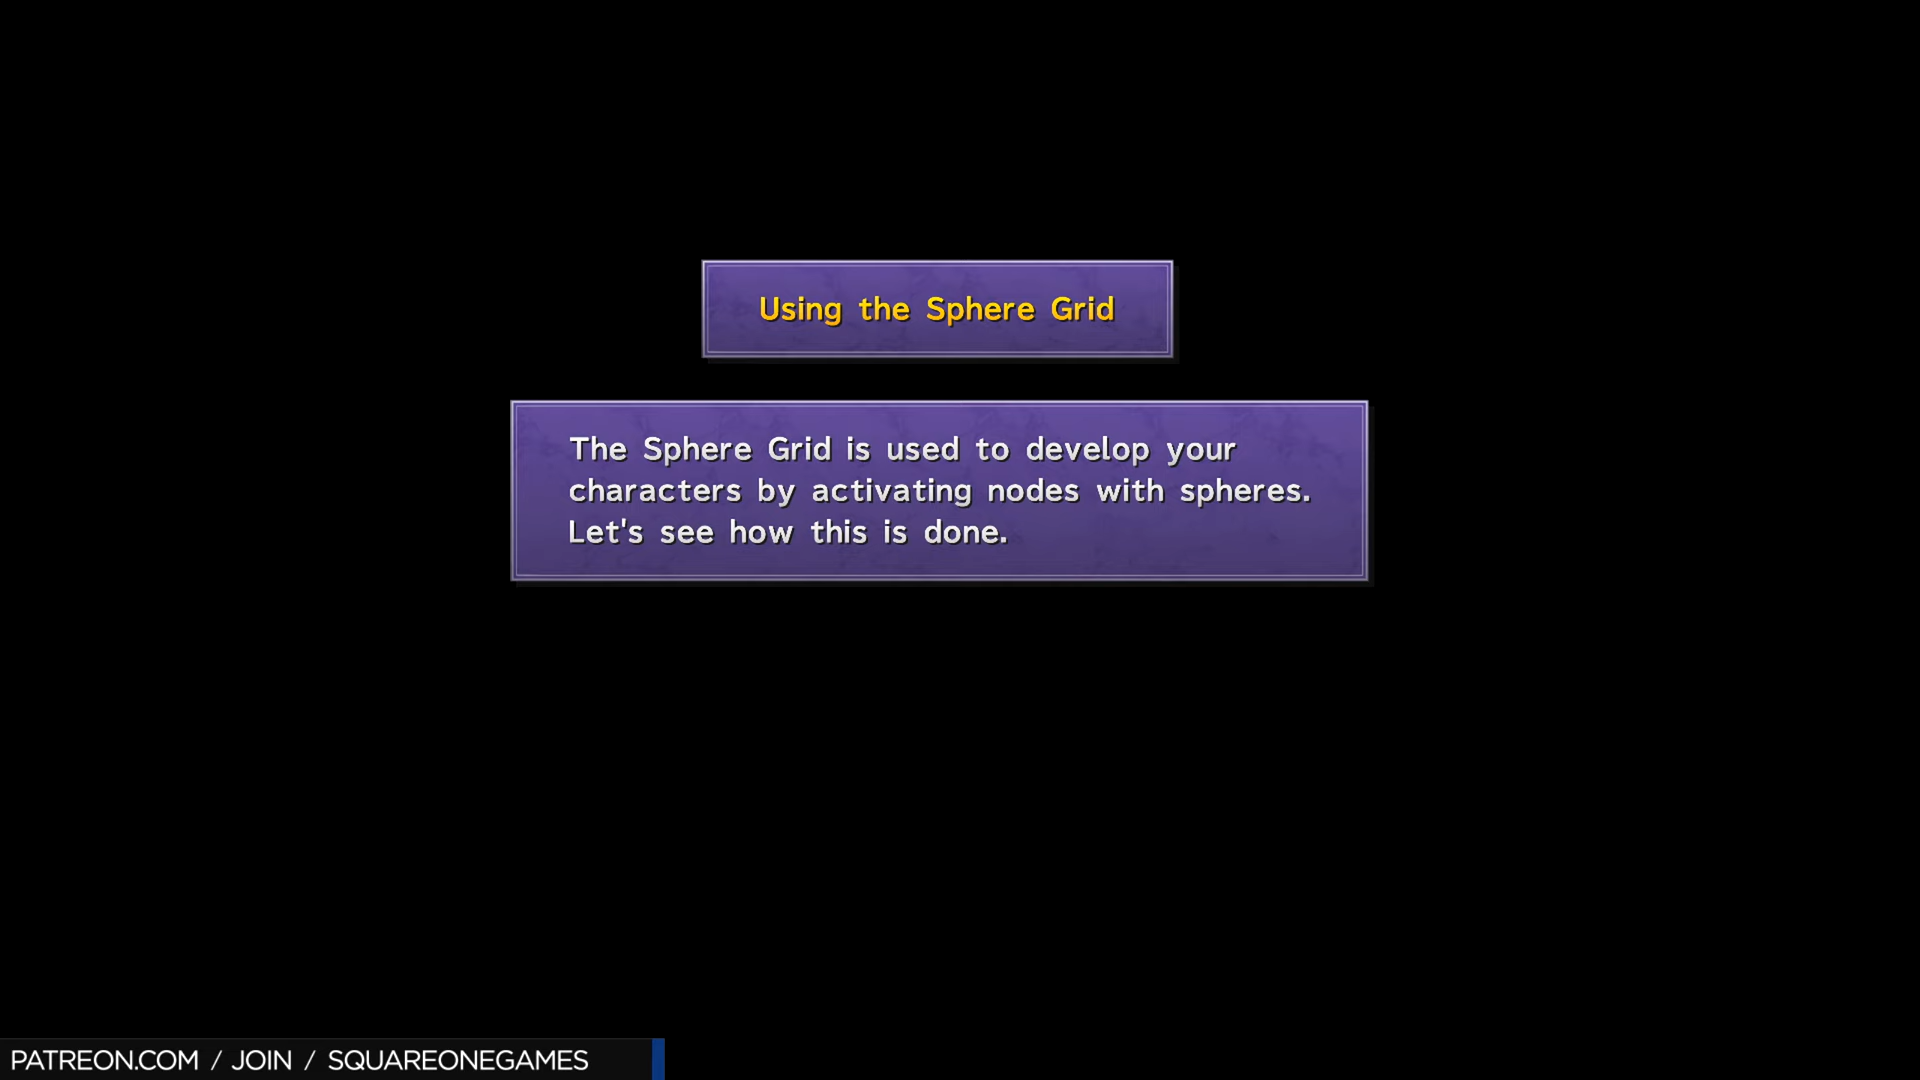 Using the Sphere Grid
The Sphere Grid is used to develop your
characters by activating nodes with spheres.
Let's see how this is done.
PATREON.COM / JOIN / SQUAREONEGAMES